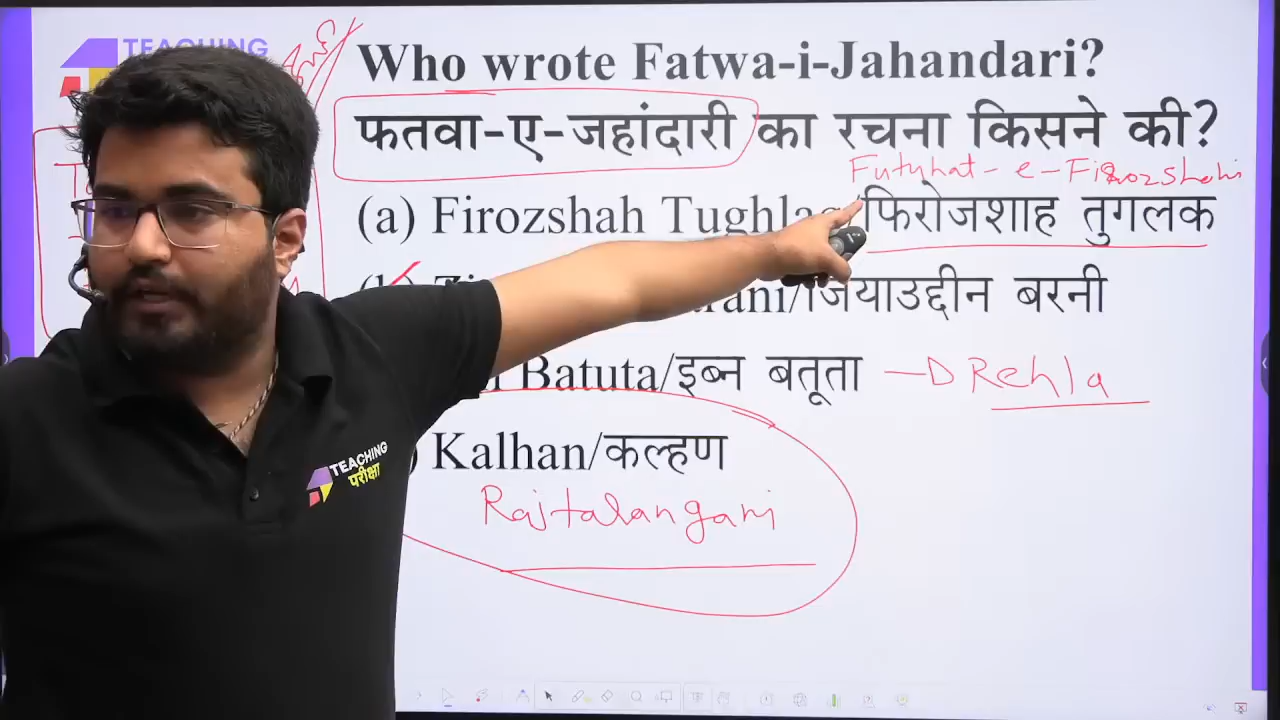 TEACHING
Who wrote Fatwa-i-Jahandari?
फतवा-ए-जहांदारी का रचना किसने की?
Futuhat-e-Firozshahi
(a) Firozshah Tughlaq/फिरोजशाह तुगलक
जियाउद्दीन बरनी
Batuta/इब्न बतूता → Rehla
Kalhan/कल्हण
Rajtarangani
TEACHING
परीक्षा